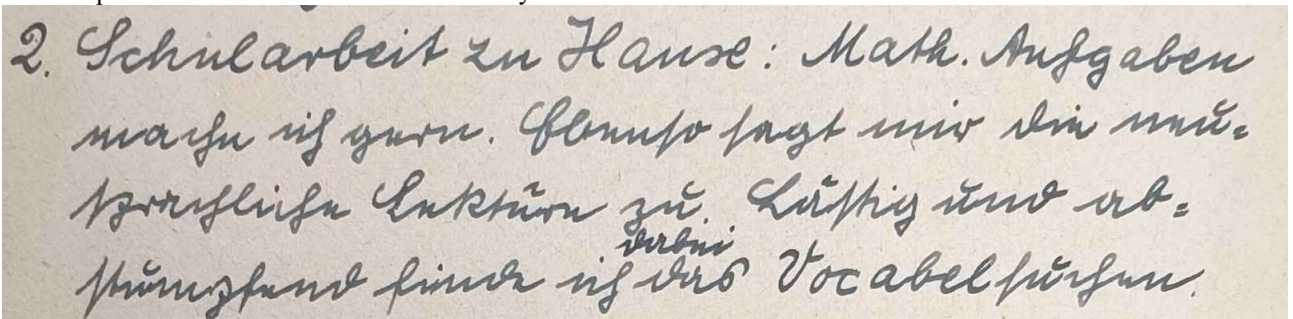 2. Schularbeit zu Hause: Math. Aufgaben
mache ich gern. Ebenso sagt mir die neu=
sprachliche Lektüre zu. Lästig und ab=
dabei
stumpfend finde ich das Vocabelsuchen.